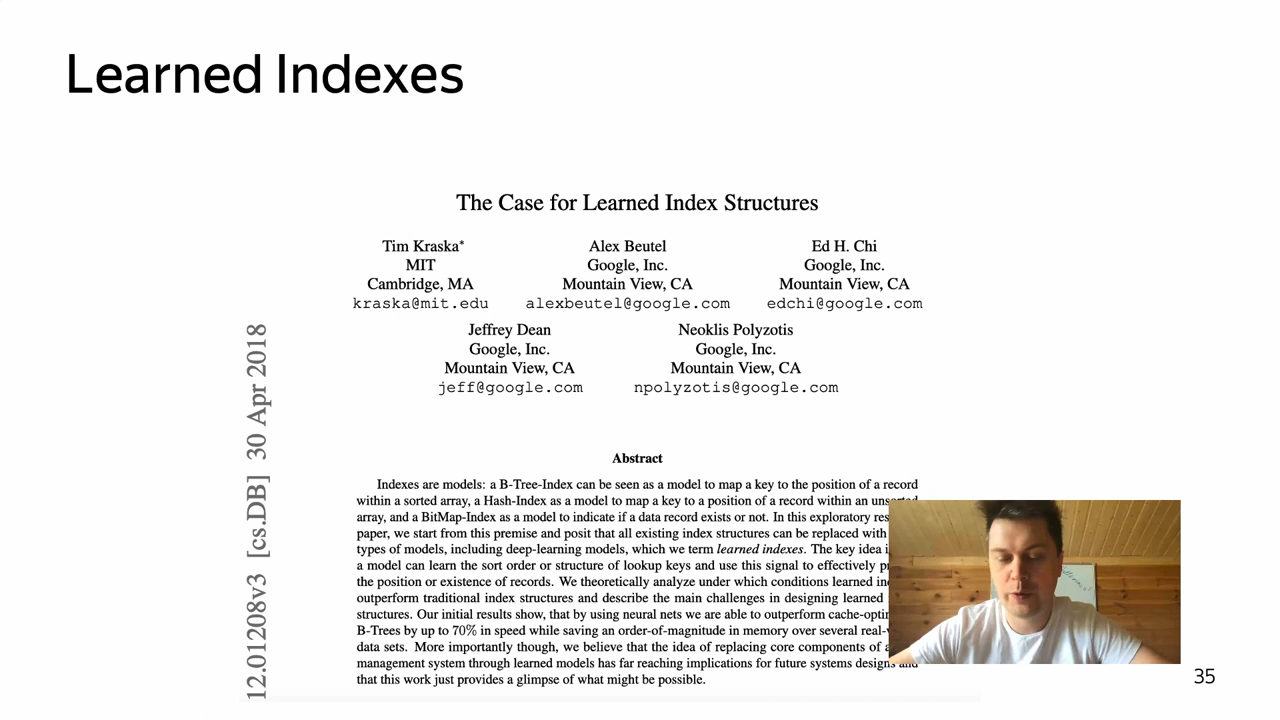 Learned Indexes
The Case for Learned Index Structures
Tim Kraska* Alex Beutel Ed H. Chi
MIT Google, Inc. Google, Inc.
Cambridge, MA Mountain View, CA Mountain View, CA
kraska@mit.edu alexbeutel@google.com edchi@google.com
Jeffrey Dean Neoklis Polyzotis
Google, Inc. Google, Inc.
Mountain View, CA Mountain View, CA
jeff@google.com npolyzotis@google.com
12.01208v3 [cs.DB] 30 Apr 2018
Abstract
Indexes are models: a B-Tree-Index can be seen as a model to map a key to the position of a record
within a sorted array, a Hash-Index as a model to map a key to a position of a record within an unsorted
array, and a BitMap-Index as a model to indicate if a data record exists or not. In this exploratory
paper, we start from this premise and posit that all existing index structures can be replaced with
types of models, including deep-learning models, which we term learned indexes. The key idea
a model can learn the sort order or structure of lookup keys and use this signal to effectively
the position or existence of records. We theoretically analyze under which conditions learned
outperform traditional index structures and describe the main challenges in designing learned
structures. Our initial results show, that by using neural nets we are able to outperform
B-Trees by up to 70% in speed while saving an order-of-magnitude in memory over several
data sets. More importantly though, we believe that the idea of replacing core components of a
management system through learned models has far reaching implications for future systems designs and
that this work just provides a glimpse of what might be possible.
35